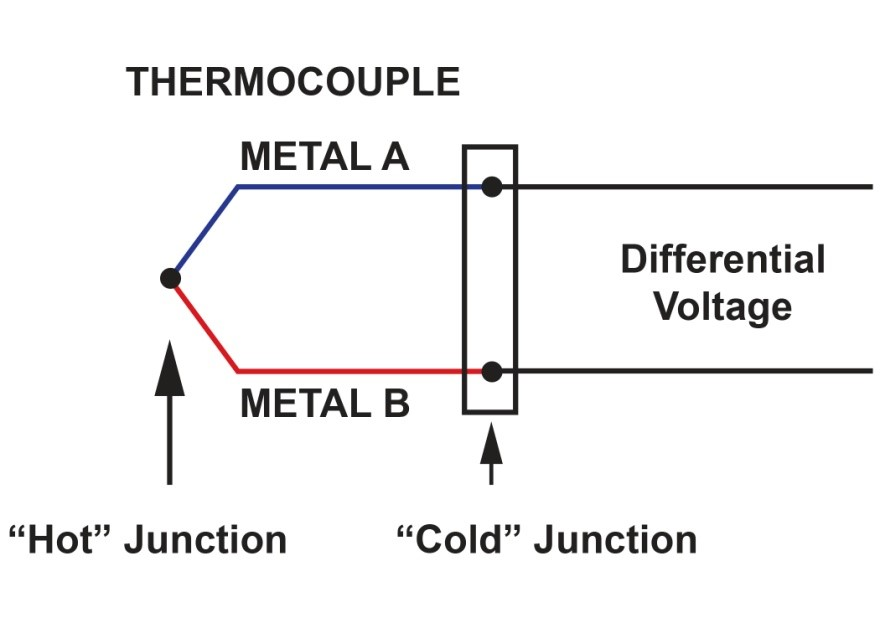 THERMOCOUPLE
METAL A
Differential
Voltage
METAL B
“Hot” Junction
“Cold” Junction